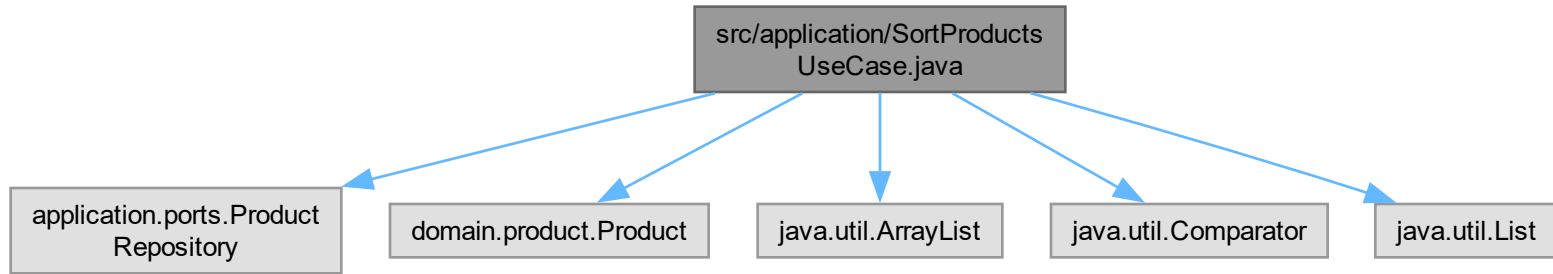 src/application/SortProducts
UseCase.java
application.ports.Product
Repository
domain.product.Product
java.util.ArrayList
java.util.Comparator
java.util.List